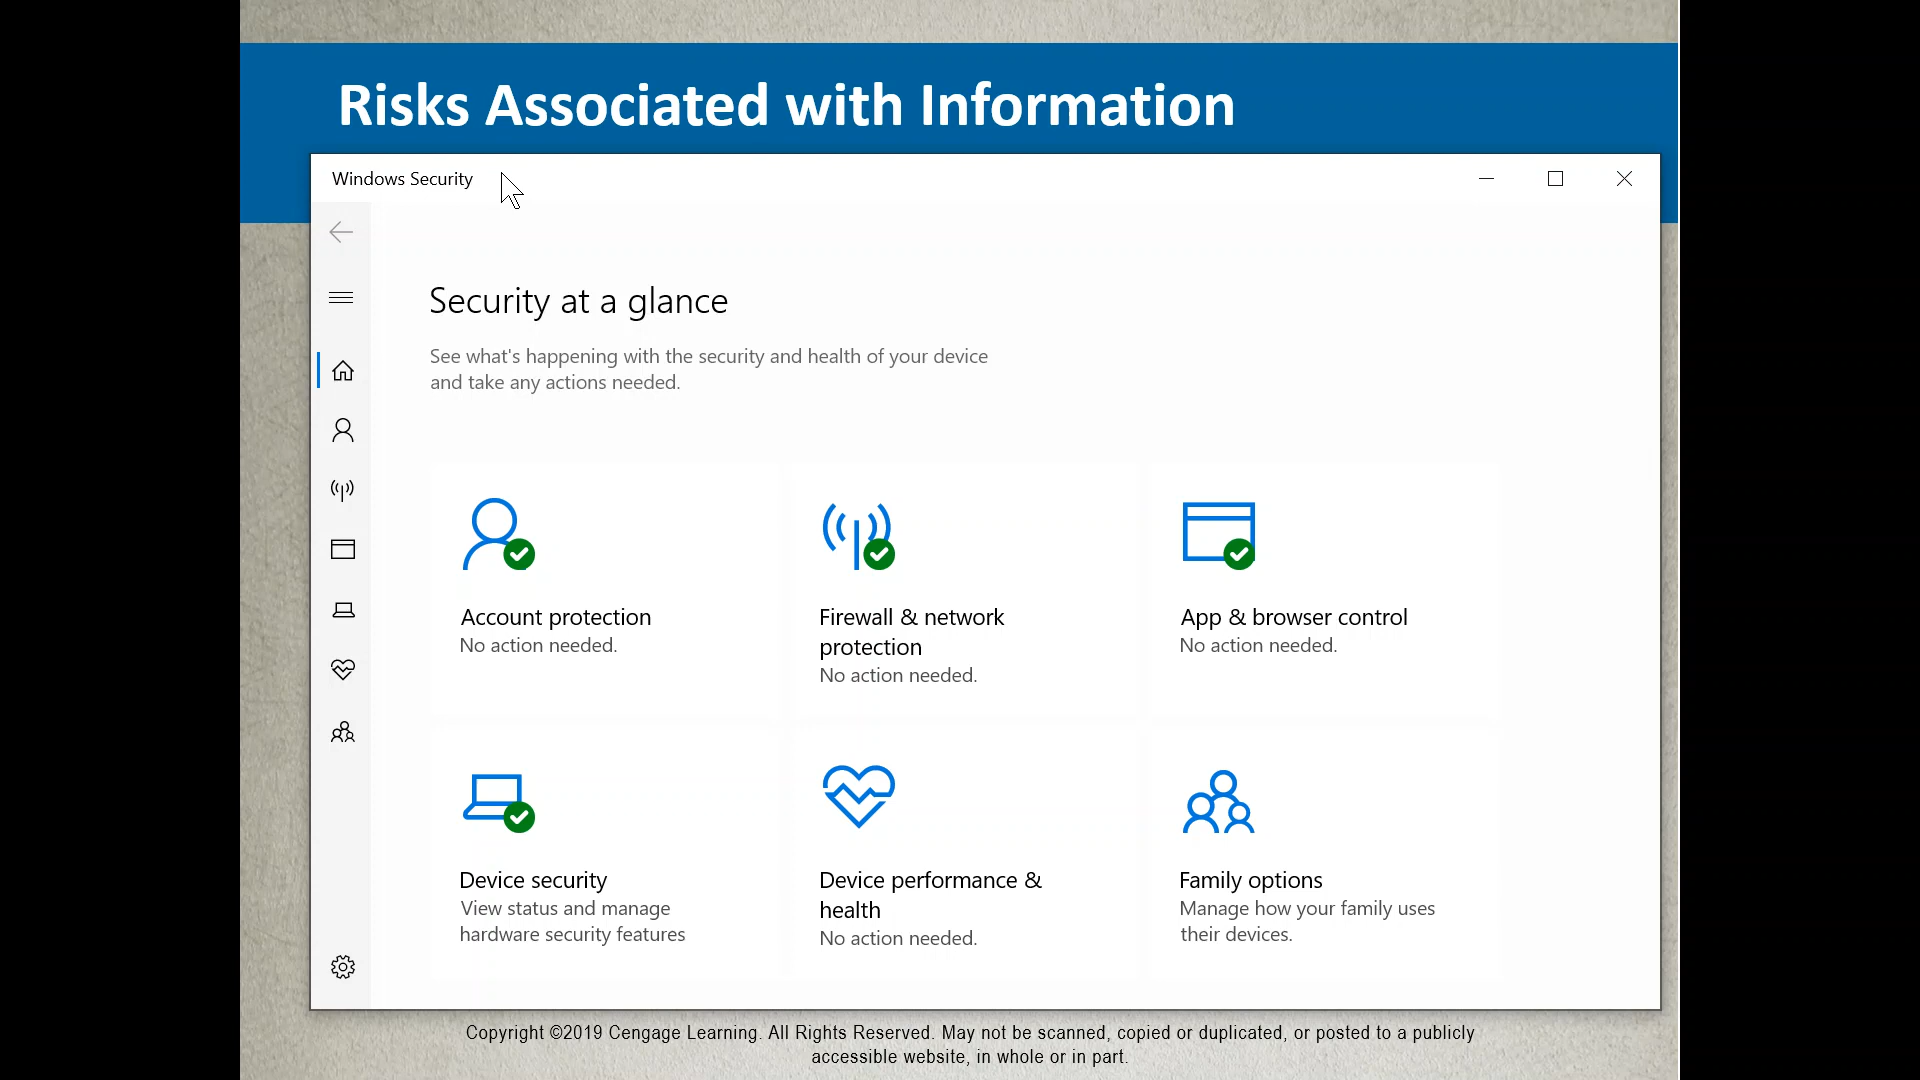 Risks Associated with Information
Windows Security
Security at a glance
See what's happening with the security and health of your device
and take any actions needed.
Account protection
No action needed.
Firewall & network
protection
No action needed.
App & browser control
No action needed.
Device security
View status and manage
hardware security features
Device performance &
health
No action needed.
Family options
Manage how your family uses
their devices.
Copyright ©2019 Cengage Learning. All Rights Reserved. May not be scanned, copied or duplicated, or posted to a publicly
accessible website, in whole or in part.